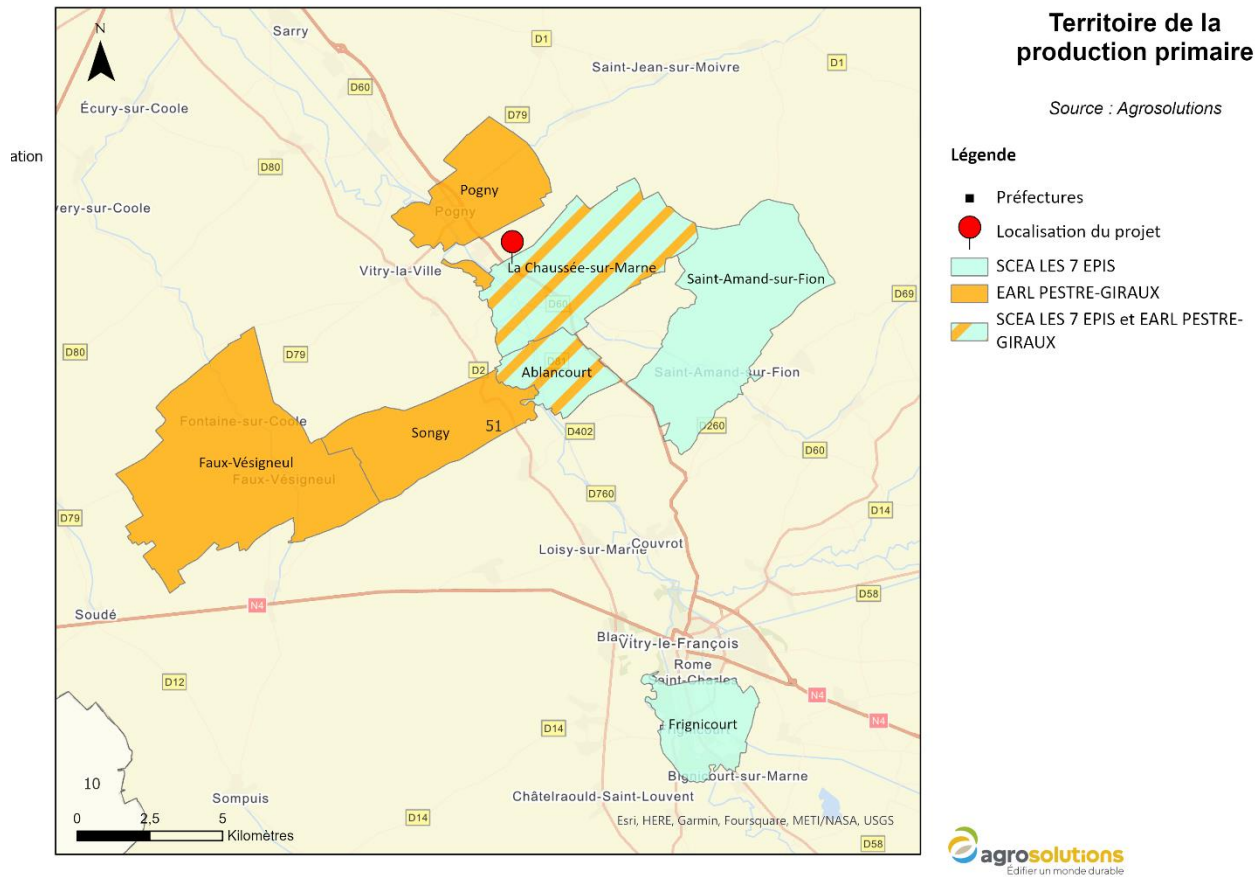 Territoire de la
production primaire
Source : Agrosolutions
Légende
Préfectures
Localisation du projet
SCEA LES 7 EPIS
EARL PESTRE-GIRAUX
SCEA LES 7 EPIS et EARL PESTRE-
GIRAUX
ation
N
Sarry
D1
Saint-Jean-sur-Moivre
D1
D60
Écury-sur-Coole
D79
D80
Pogny
Pogny
very-sur-Coole
Vitry-la-Ville
La Chaussée-sur-Marne
Saint-Amand-sur-Fion
D69
D60
D80
D79
D2
D81
Ablancourt
Saint-Amand-sur-Fion
Fontaine-sur-Coole
Songy
51
D402
D260
D60
Faux-Vésigneul
Faux-Vésigneul
D79
D760
D14
Loisy-sur-Marne
Couvrot
Soudé
N4
D58
Blacy
Vitry-le-François
Rome
Saint-Charles
D12
N4
N4
D14
Frignicourt
Frignicourt
Bignicourt-sur-Marne
10
Sompuis
Châtelraould-Saint-Louvent
D14
Esri, HERE, Garmin, Foursquare, METI/NASA, USGS
0 2,5 5
Kilomètres
D58
agrosolutions
Édifier un monde durable